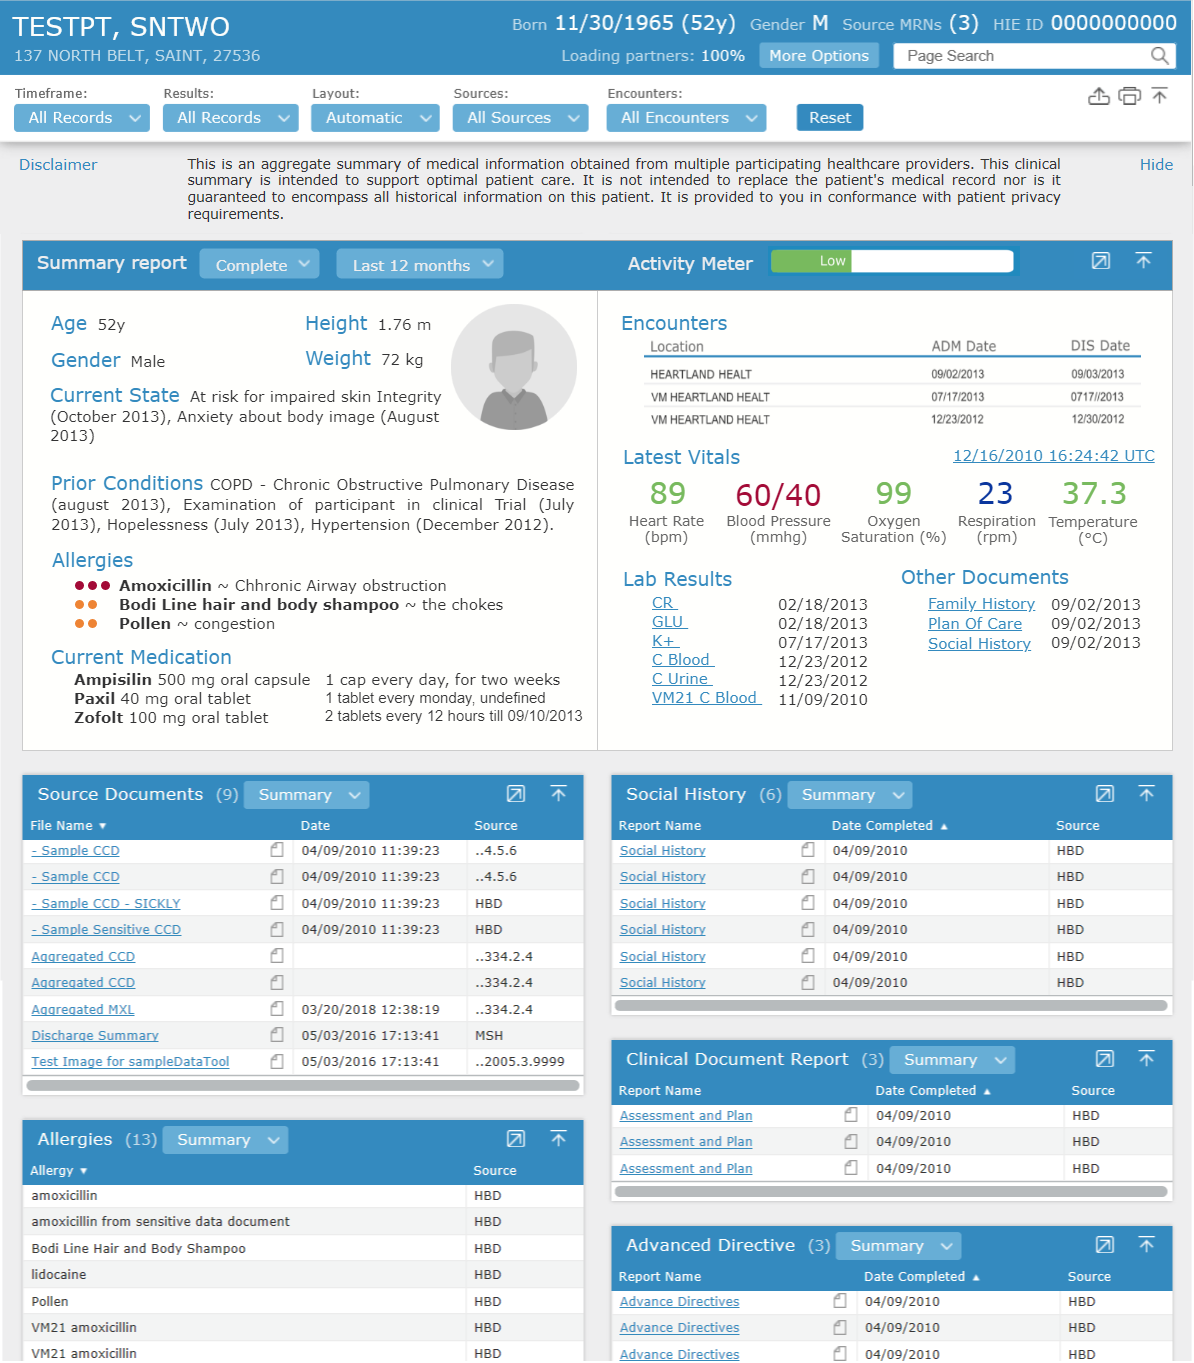 TESTPT, SNTWO
Born 11/30/1965 (52y) Gender M Source MRNs (3) HIE ID 0000000000
137 NORTH BELT, SAINT, 27536
Loading partners: 100% More Options Page Search
Timeframe: Results: Layout: Sources: Encounters:
All Records All Records Automatic All Sources All Encounters Reset
Disclaimer
This is an aggregate summary of medical information obtained from multiple participating healthcare providers. This clinical
summary is intended to support optimal patient care. It is not intended to replace the patient's medical record nor is it
guaranteed to encompass all historical information on this patient. It is provided to you in conformance with patient privacy
requirements.
Hide
Summary report Complete Last 12 months Activity Meter Low
Age 52y Height 1.76 m
Gender Male Weight 72 kg
Current State At risk for impaired skin Integrity
(October 2013), Anxiety about body image (August
2013)
Prior Conditions COPD - Chronic Obstructive Pulmonary Disease
(august 2013), Examination of participant in clinical Trial (July
2013), Hopelessness (July 2013), Hypertension (December 2012).
Allergies
Amoxicillin ~ Chhronic Airway obstruction
Bodi Line hair and body shampoo ~ the chokes
Pollen ~ congestion
Current Medication
Ampisilin 500 mg oral capsule 1 cap every day, for two weeks
Paxil 40 mg oral tablet 1 tablet every monday, undefined
Zofolt 100 mg oral tablet 2 tablets every 12 hours till 09/10/2013
Encounters
Location ADM Date DIS Date
HEARTLAND HEALT 09/02/2013 09/03/2013
VM HEARTLAND HEALT 07/17/2013 0717//2013
VM HEARTLAND HEALT 12/23/2012 12/30/2012
Latest Vitals 12/16/2010 16:24:42 UTC
89 60/40 99 23 37.3
Heart Rate Blood Pressure Oxygen Respiration Temperature
(bpm) (mmhg) Saturation (%) (rpm) (°C)
Lab Results
CR 02/18/2013
GLU 02/18/2013
K+ 07/17/2013
C Blood 12/23/2012
C Urine 12/23/2012
VM21 C Blood 11/09/2010
Other Documents
Family History 09/02/2013
Plan Of Care 09/02/2013
Social History 09/02/2013
Source Documents (9) Summary
File Name Date Source
- Sample CCD 04/09/2010 11:39:23 ..4.5.6
- Sample CCD 04/09/2010 11:39:23 ..4.5.6
- Sample CCD - SICKLY 04/09/2010 11:39:23 HBD
- Sample Sensitive CCD 04/09/2010 11:39:23 HBD
Aggregated CCD ..334.2.4
Aggregated CCD ..334.2.4
Aggregated MXL 03/20/2018 12:38:19 ..334.2.4
Discharge Summary 05/03/2016 17:13:41 MSH
Test Image for sampleDataTool 05/03/2016 17:13:41 ..2005.3.9999
Allergies (13) Summary
Allergy Source
amoxicillin HBD
amoxicillin from sensitive data document HBD
Bodi Line Hair and Body Shampoo HBD
lidocaine HBD
Pollen HBD
VM21 amoxicillin HBD
VM21 amoxicillin HBD
Social History (6) Summary
Report Name Date Completed Source
Social History 04/09/2010 HBD
Social History 04/09/2010 HBD
Social History 04/09/2010 HBD
Social History 04/09/2010 HBD
Social History 04/09/2010 HBD
Social History 04/09/2010 HBD
Clinical Document Report (3) Summary
Report Name Date Completed Source
Assessment and Plan 04/09/2010 HBD
Assessment and Plan 04/09/2010 HBD
Assessment and Plan 04/09/2010 HBD
Advanced Directive (3) Summary
Report Name Date Completed Source
Advance Directives 04/09/2010 HBD
Advance Directives 04/09/2010 HBD
Advance Directives 04/09/2010 HBD